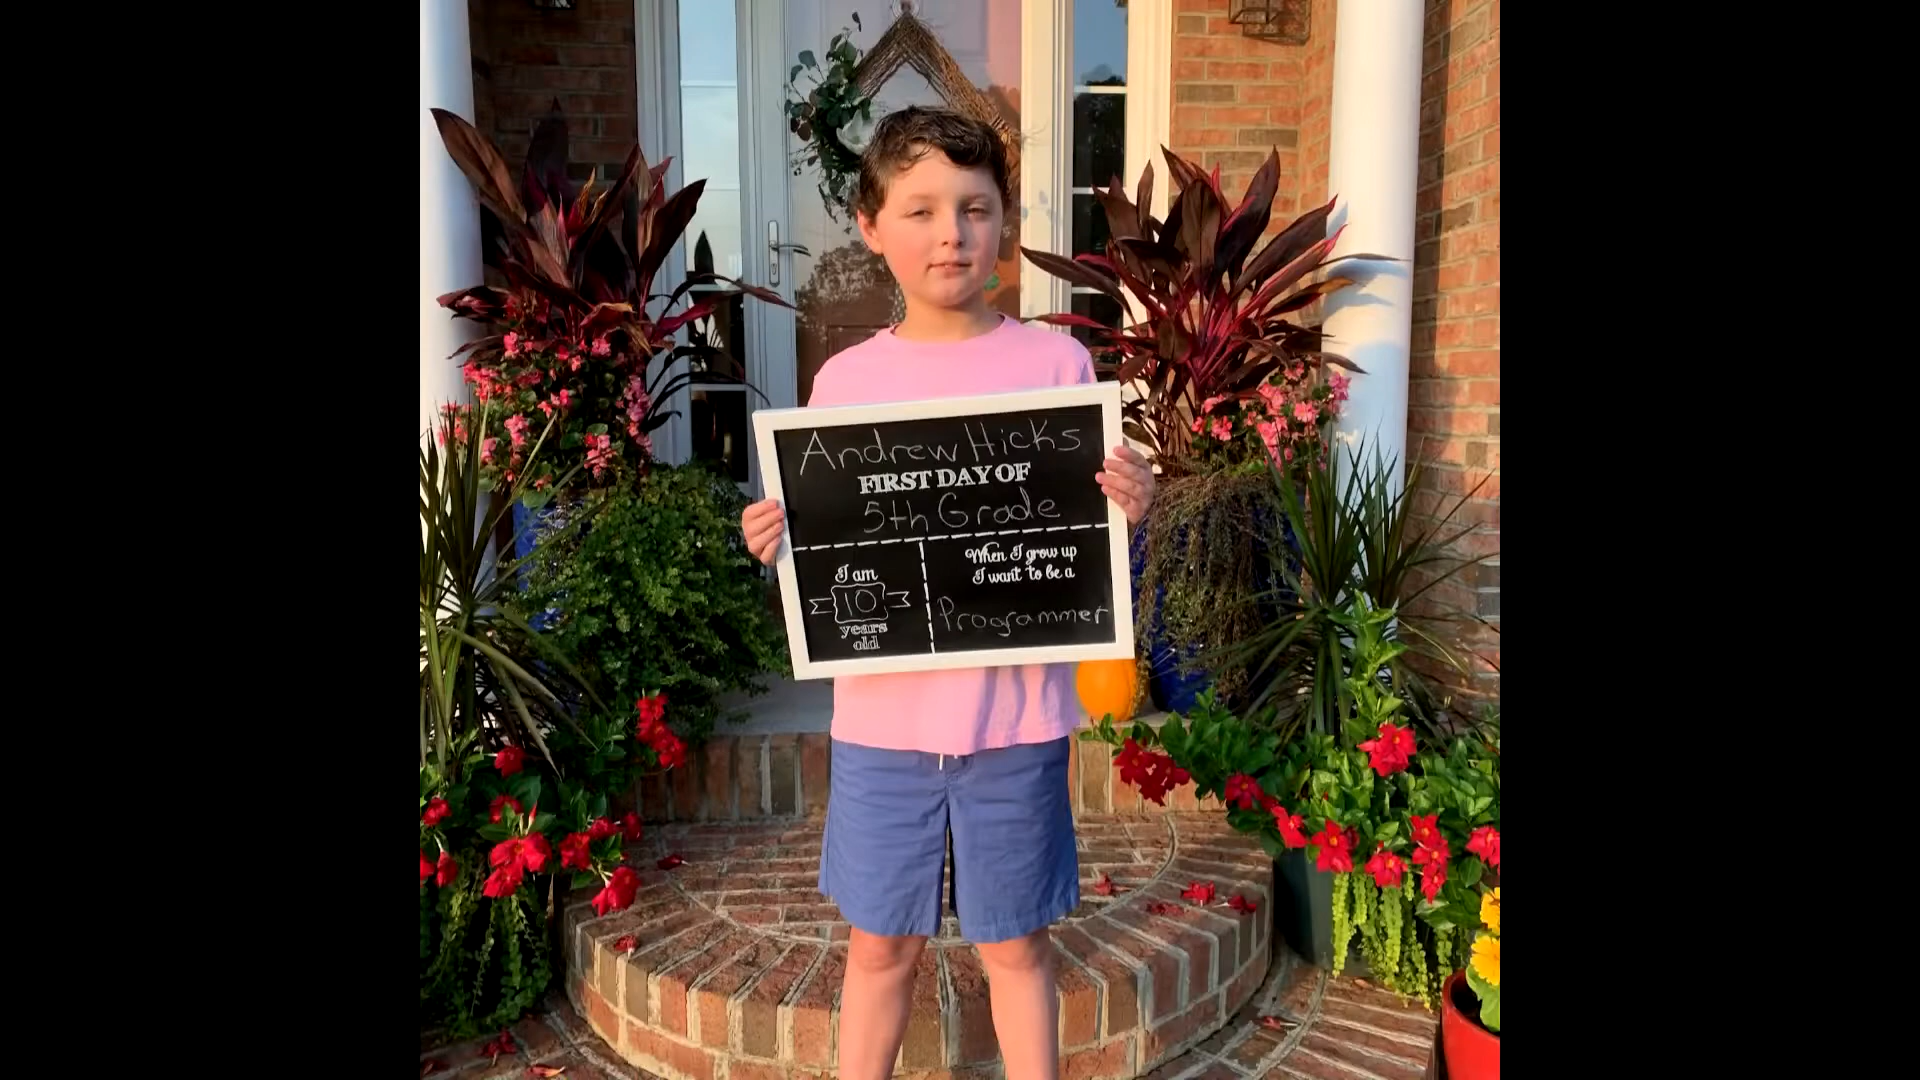 Andrew Hicks
FIRST DAY OF
5th Grade
I am
10
years
old
When I grow up
I want to be a
Programmer